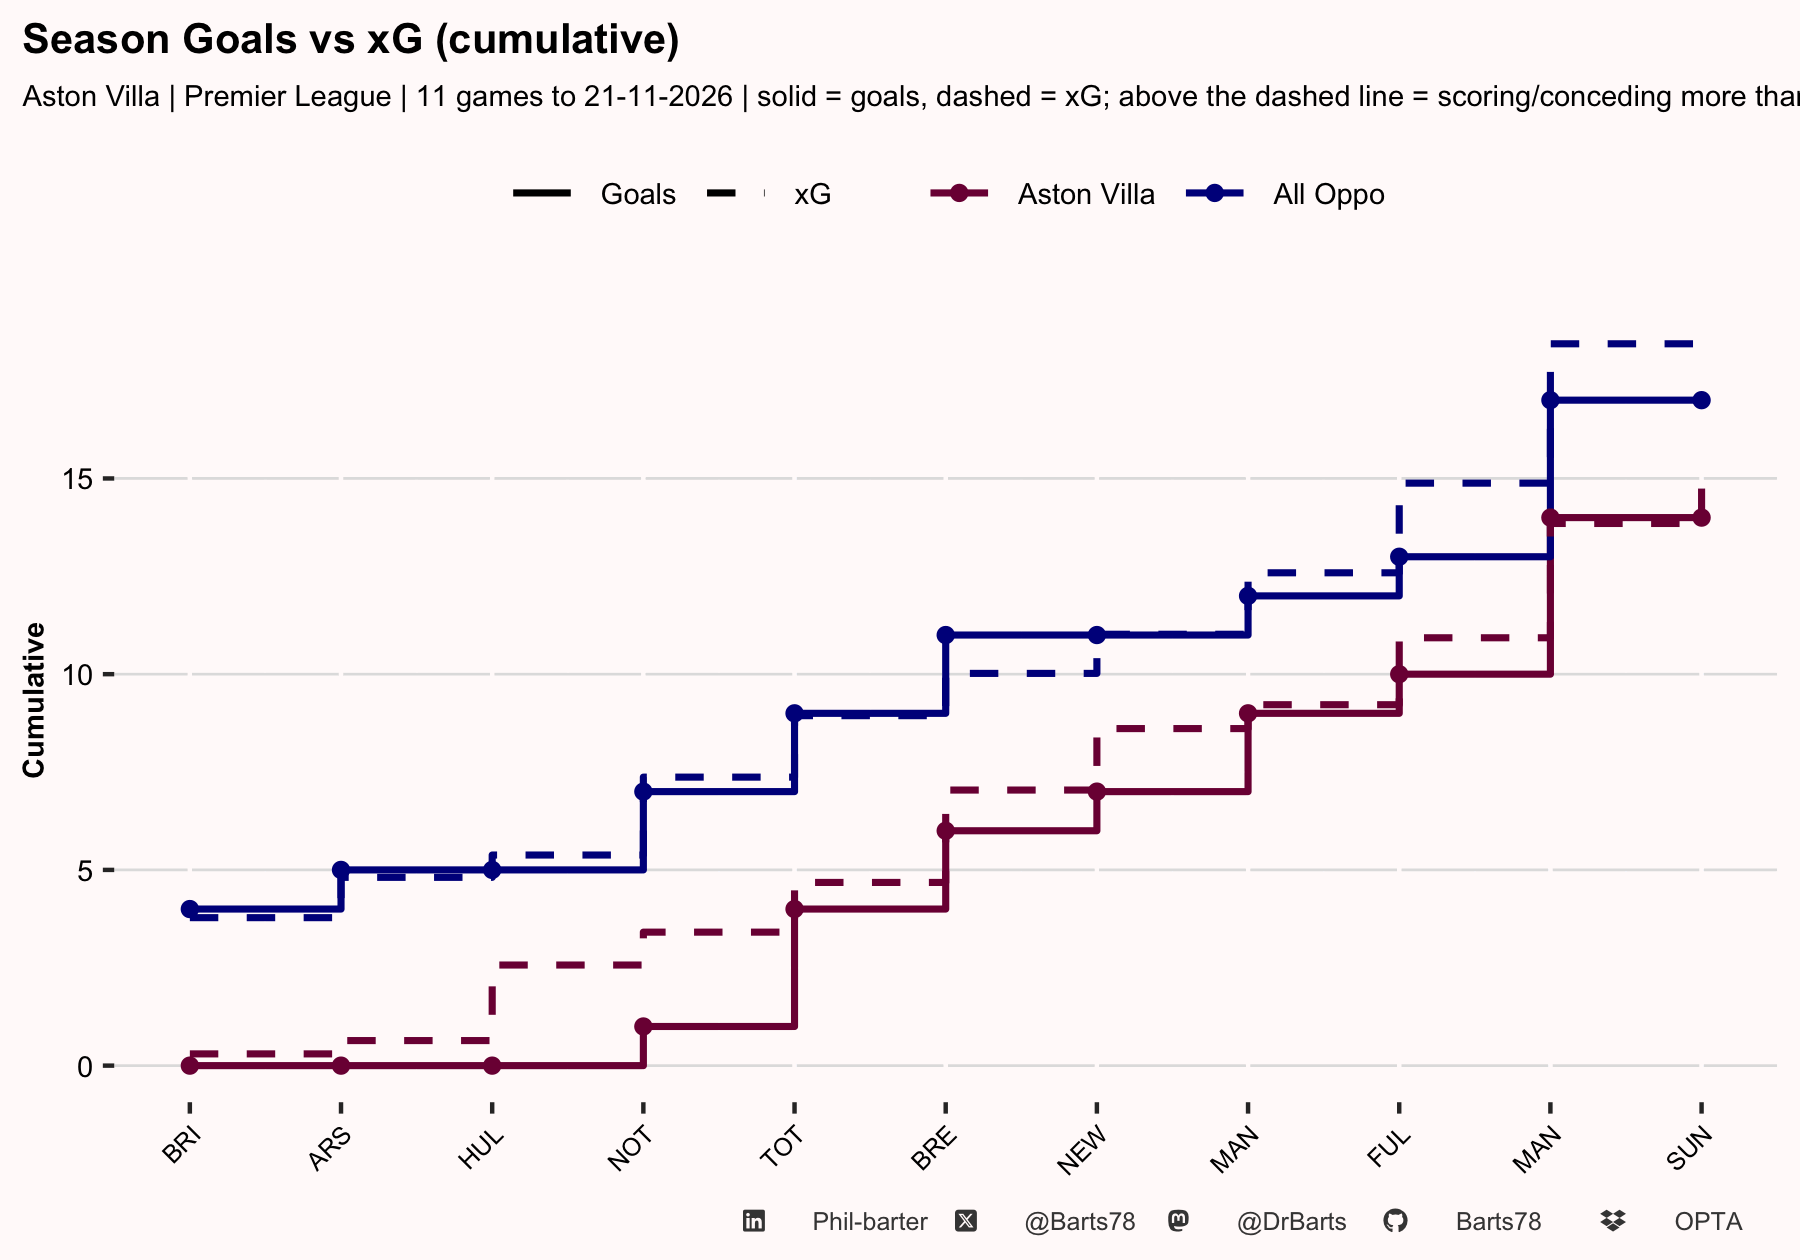 Season Goals vs xG (cumulative)
Aston Villa | Premier League | 11 games to 21-11-2026 | solid = goals, dashed = xG; above the dashed line = scoring/conceding more than
Goals xG Aston Villa All Oppo
Cumulative
15
10
5
0
BRI ARS HUL NOT TOT BRE NEW MAN FUL MAN SUN
Phil-barter @Barts78 @DrBarts Barts78 OPTA